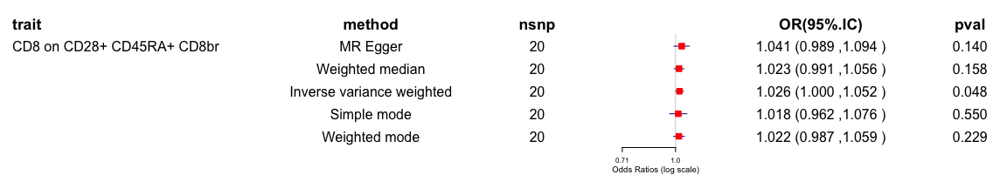 trait method nsnp OR(95%.IC) pval
CD8 on CD28+ CD45RA+ CD8br MR Egger 20 1.041 (0.989 ,1.094 ) 0.140
Weighted median 20 1.023 (0.991 ,1.056 ) 0.158
Inverse variance weighted 20 1.026 (1.000 ,1.052 ) 0.048
Simple mode 20 1.018 (0.962 ,1.076 ) 0.550
Weighted mode 20 1.022 (0.987 ,1.059 ) 0.229
0.71 1.0
Odds Ratios (log scale)